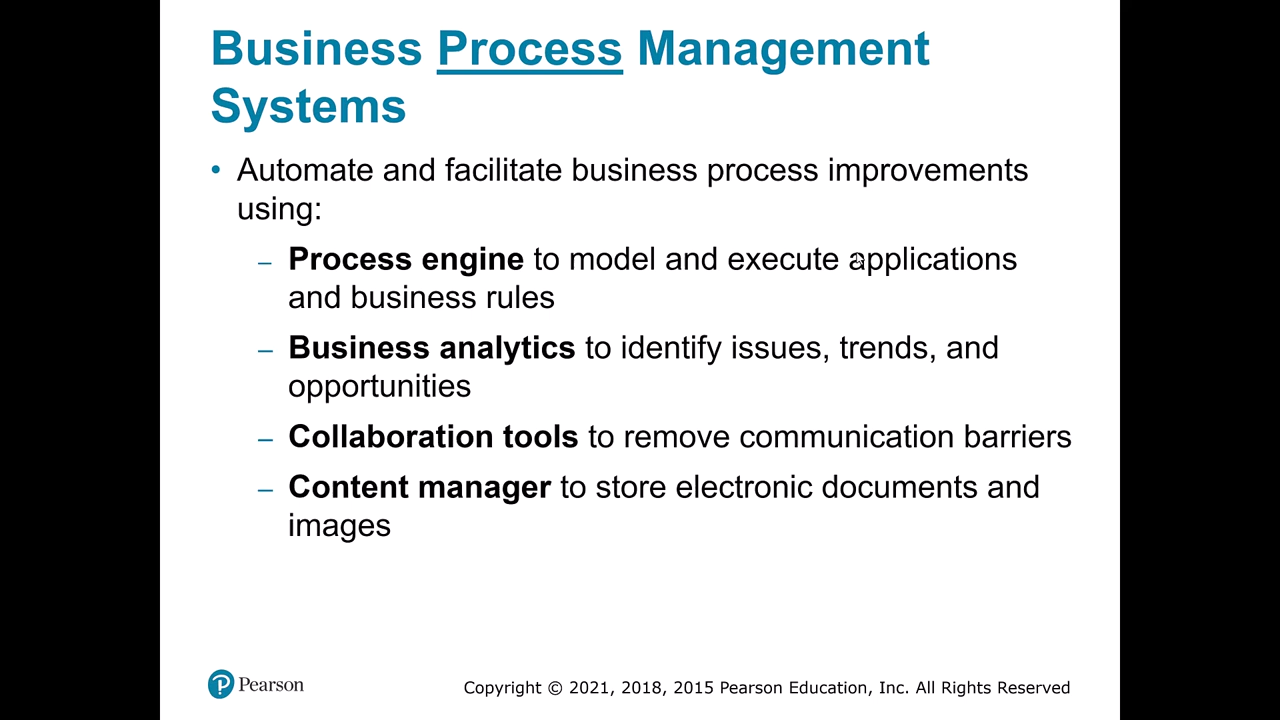 Business Process Management
Systems
• Automate and facilitate business process improvements
using:
– Process engine to model and execute applications
and business rules
– Business analytics to identify issues, trends, and
opportunities
– Collaboration tools to remove communication barriers
– Content manager to store electronic documents and
images
Pearson
Copyright © 2021, 2018, 2015 Pearson Education, Inc. All Rights Reserved